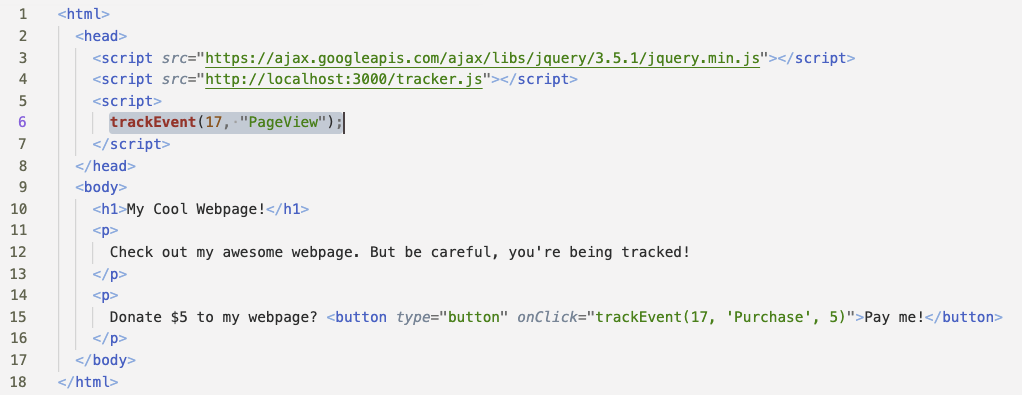 1 <html>
2 <head>
3 <script src="https://ajax.googleapis.com/ajax/libs/jquery/3.5.1/jquery.min.js"></script>
4 <script src="http://localhost:3000/tracker.js"></script>
5 <script>
6 trackEvent(17, "PageView");
7 </script>
8 </head>
9 <body>
10 <h1>My Cool Webpage!</h1>
11 <p>
12 Check out my awesome webpage. But be careful, you're being tracked!
13 </p>
14 <p>
15 Donate $5 to my webpage? <button type="button" onClick="trackEvent(17, 'Purchase', 5)">Pay me!</button>
16 </p>
17 </body>
18 </html>